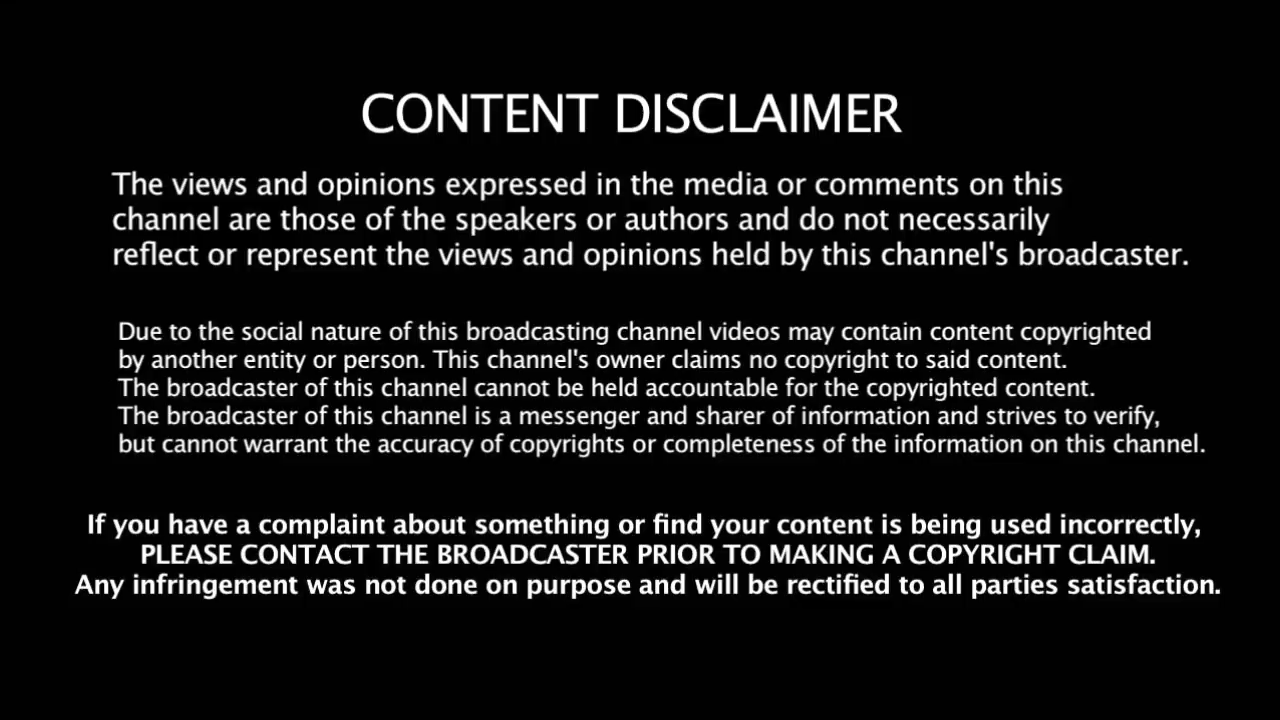 CONTENT DISCLAIMER
The views and opinions expressed in the media or comments on this
channel are those of the speakers or authors and do not necessarily
reflect or represent the views and opinions held by this channel's broadcaster.
Due to the social nature of this broadcasting channel videos may contain content copyrighted
by another entity or person. This channel's owner claims no copyright to said content.
The broadcaster of this channel cannot be held accountable for the copyrighted content.
The broadcaster of this channel is a messenger and sharer of information and strives to verify,
but cannot warrant the accuracy of copyrights or completeness of the information on this channel.
If you have a complaint about something or find your content is being used incorrectly,
PLEASE CONTACT THE BROADCASTER PRIOR TO MAKING A COPYRIGHT CLAIM.
Any infringement was not done on purpose and will be rectified to all parties satisfaction.